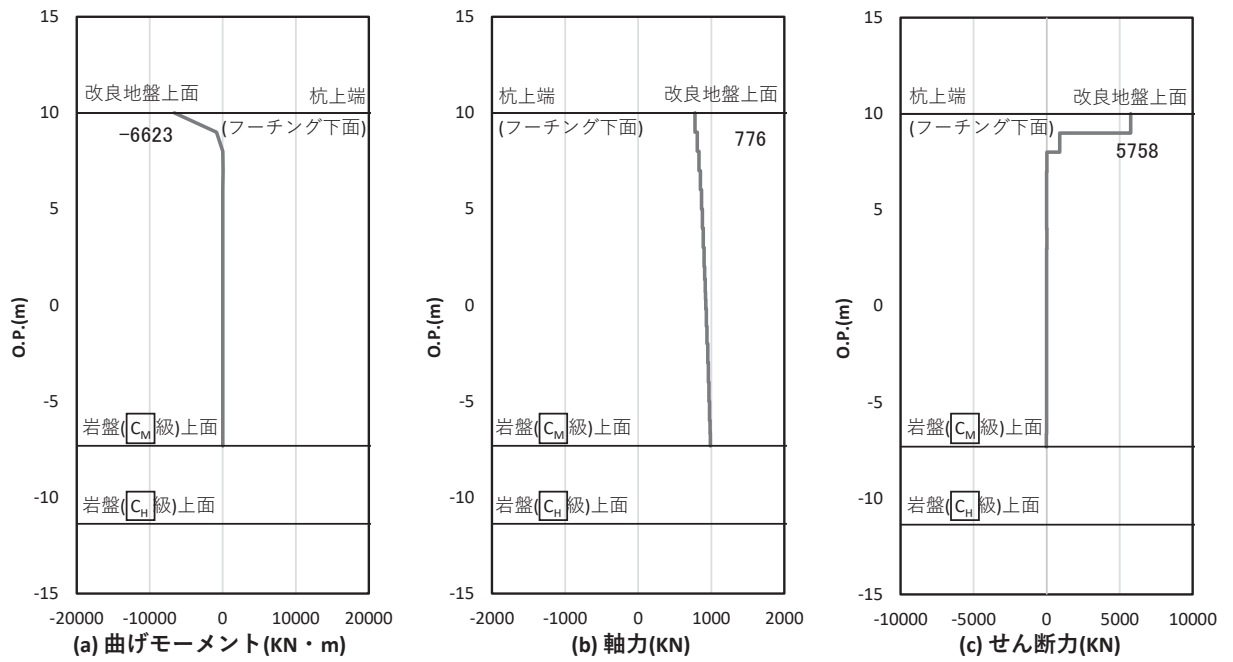 15
10
5
0
-5
-10
-15
O.P.(m)
改良地盤上面
杭上端
(フーチング下面)
-6623
岩盤(CM級)上面
岩盤(CH級)上面
-20000 -10000 0 10000 20000
(a) 曲げモーメント(KN・m)
15
10
5
0
-5
-10
-15
O.P.(m)
杭上端
改良地盤上面
(フーチング下面)
776
岩盤(CM級)上面
岩盤(CH級)上面
-2000 -1000 0 1000 2000
(b) 軸力(KN)
15
10
5
0
-5
-10
-15
O.P.(m)
杭上端
改良地盤上面
(フーチング下面)
5758
岩盤(CM級)上面
岩盤(CH級)上面
-10000 -5000 0 5000 10000
(c) せん断力(KN)